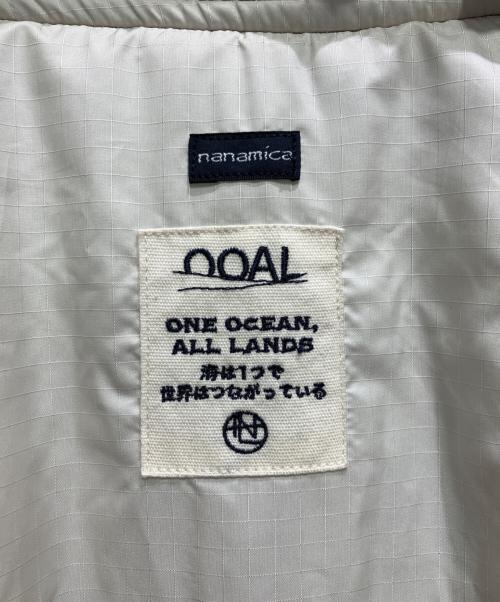 nanamica
OOAL
ONE OCEAN,
ALL LANDS
海は1つで
世界はつながっている